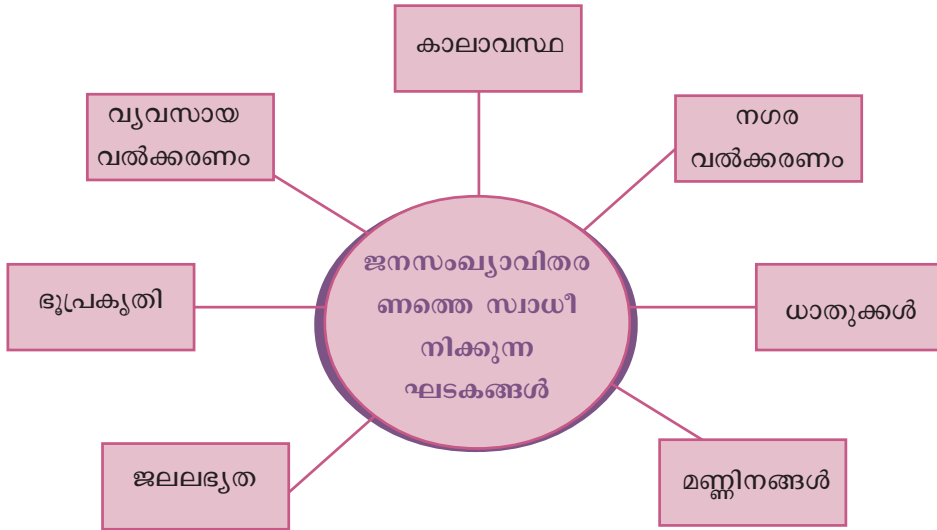 കാലാവസ്ഥ
വ്യവസായ
വൽക്കരണം
നഗര
വൽക്കരണം
ജനസംഖ്യാവിതര
ണത്തെ സ്വാധീ
നിക്കുന്ന
ഘടകങ്ങൾ
ഭൂപ്രകൃതി
ധാതുക്കൾ
ജലലഭ്യത
മണ്ണിനങ്ങൾ